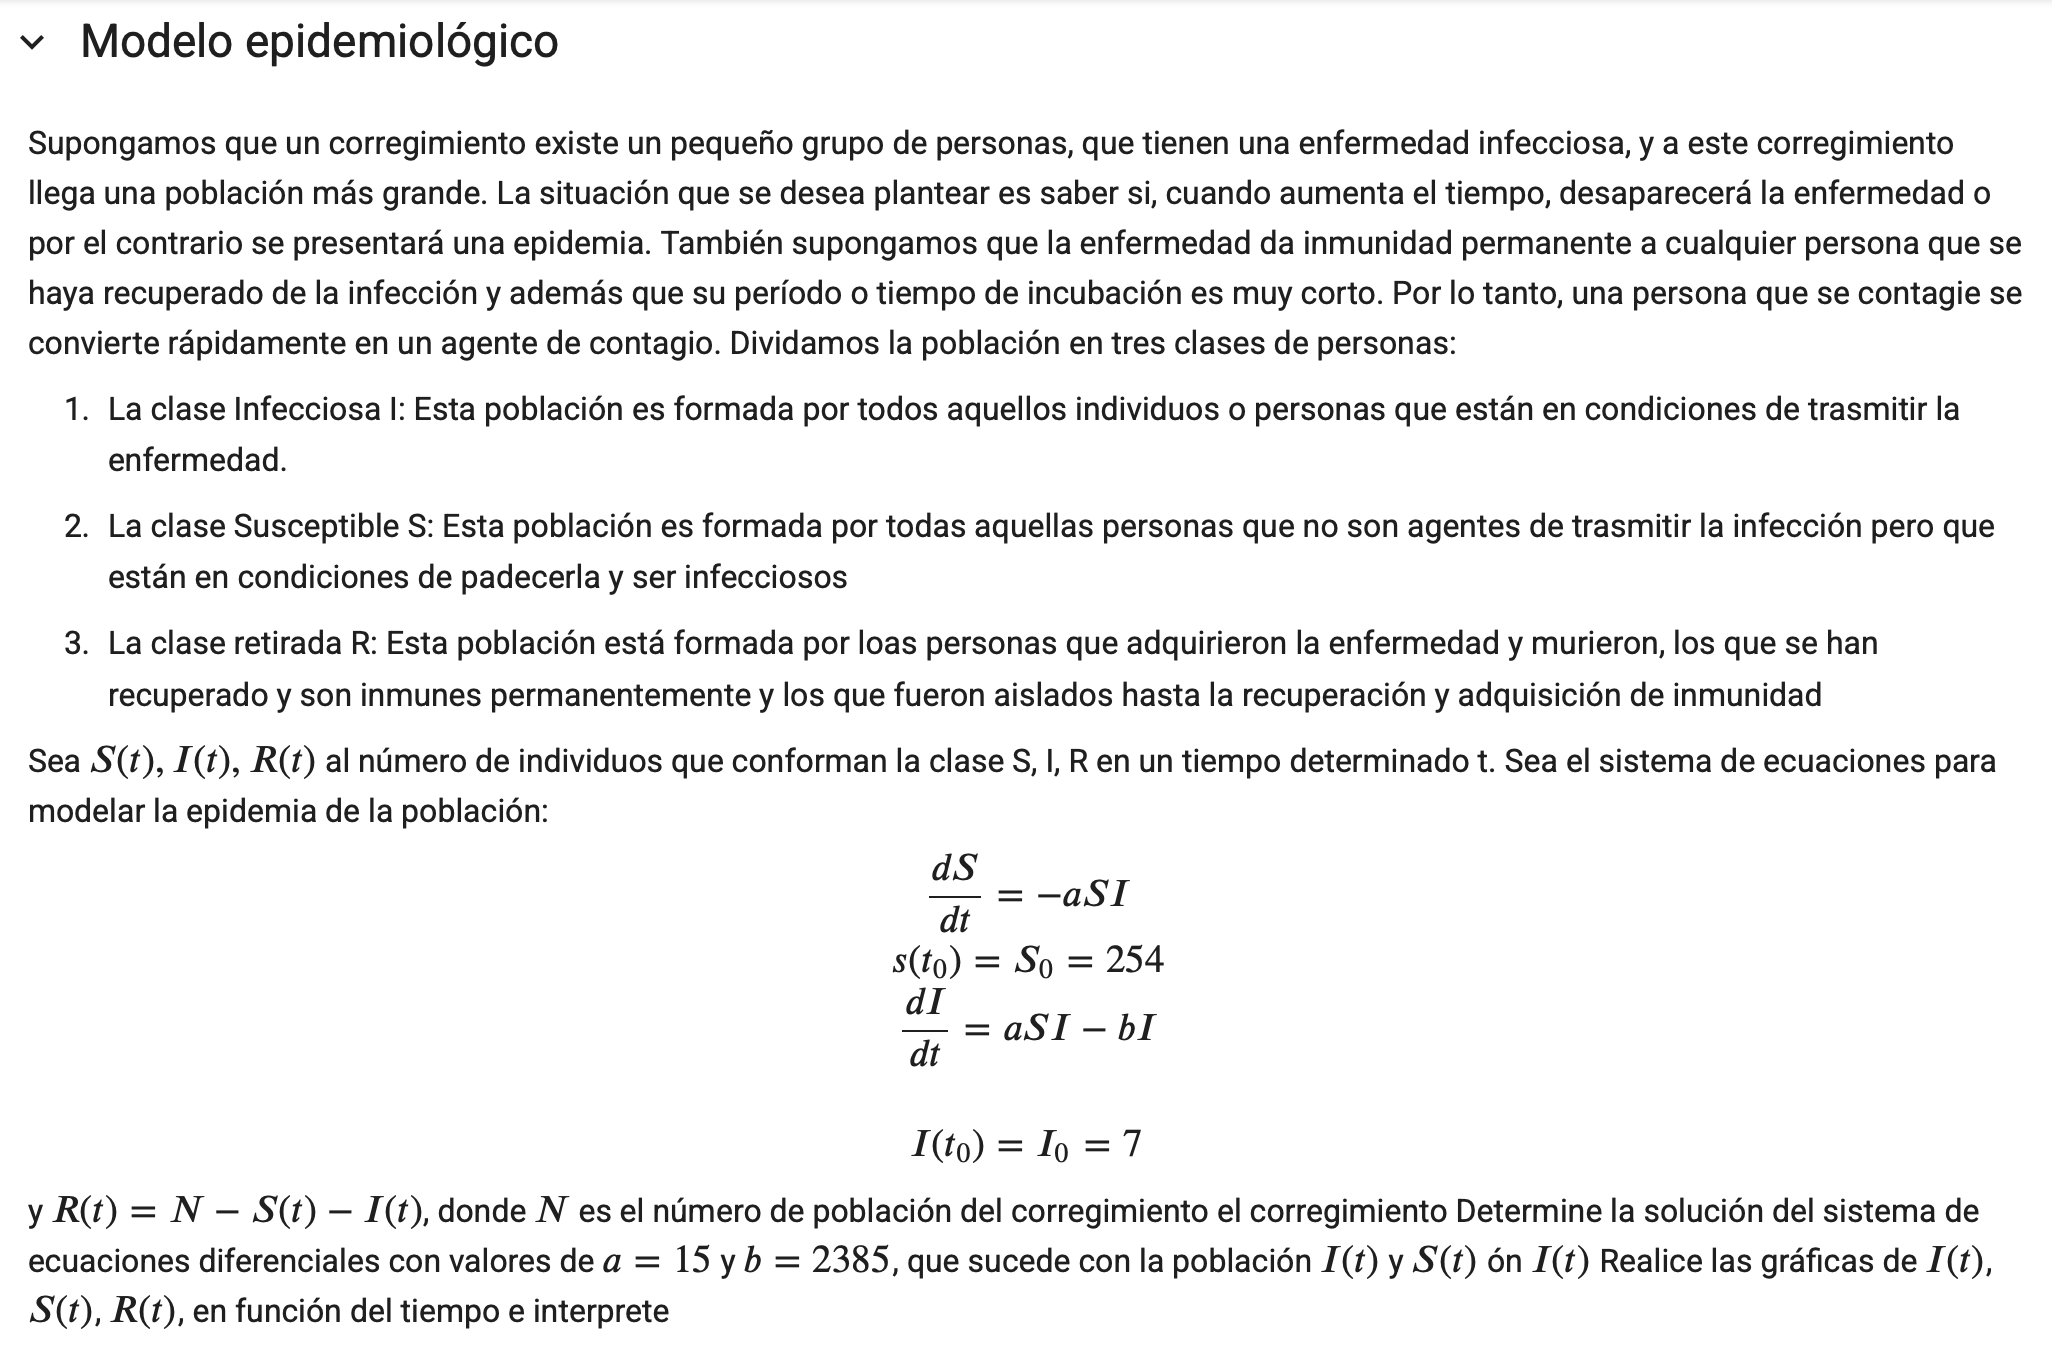 Modelo epidemiológico
Supongamos que un corregimiento existe un pequeño grupo de personas, que tienen una enfermedad infecciosa, y a este corregimiento
llega una población más grande. La situación que se desea plantear es saber si, cuando aumenta el tiempo, desaparecerá la enfermedad o
por el contrario se presentará una epidemia. También supongamos que la enfermedad da inmunidad permanente a cualquier persona que se
haya recuperado de la infección y además que su período o tiempo de incubación es muy corto. Por lo tanto, una persona que se contagie se
convierte rápidamente en un agente de contagio. Dividamos la población en tres clases de personas:
1. La clase Infecciosa I: Esta población es formada por todos aquellos individuos o personas que están en condiciones de trasmitir la
enfermedad.
2. La clase Susceptible S: Esta población es formada por todas aquellas personas que no son agentes de trasmitir la infección pero que
están en condiciones de padecerla y ser infecciosos
3. La clase retirada R: Esta población está formada por loas personas que adquirieron la enfermedad y murieron, los que se han
recuperado y son inmunes permanentemente y los que fueron aislados hasta la recuperación y adquisición de inmunidad
Sea S(t), I(t), R(t) al número de individuos que conforman la clase S, I, R en un tiempo determinado t. Sea el sistema de ecuaciones para
modelar la epidemia de la población:
dS/dt = −aSI
s(t₀) = S₀ = 254
dI/dt = aSI − bI
I(t₀) = I₀ = 7
y R(t) = N − S(t) − I(t), donde N es el número de población del corregimiento el corregimiento Determine la solución del sistema de
ecuaciones diferenciales con valores de a = 15 y b = 2385, que sucede con la población I(t) y S(t) ón I(t) Realice las gráficas de I(t),
S(t), R(t), en función del tiempo e interprete